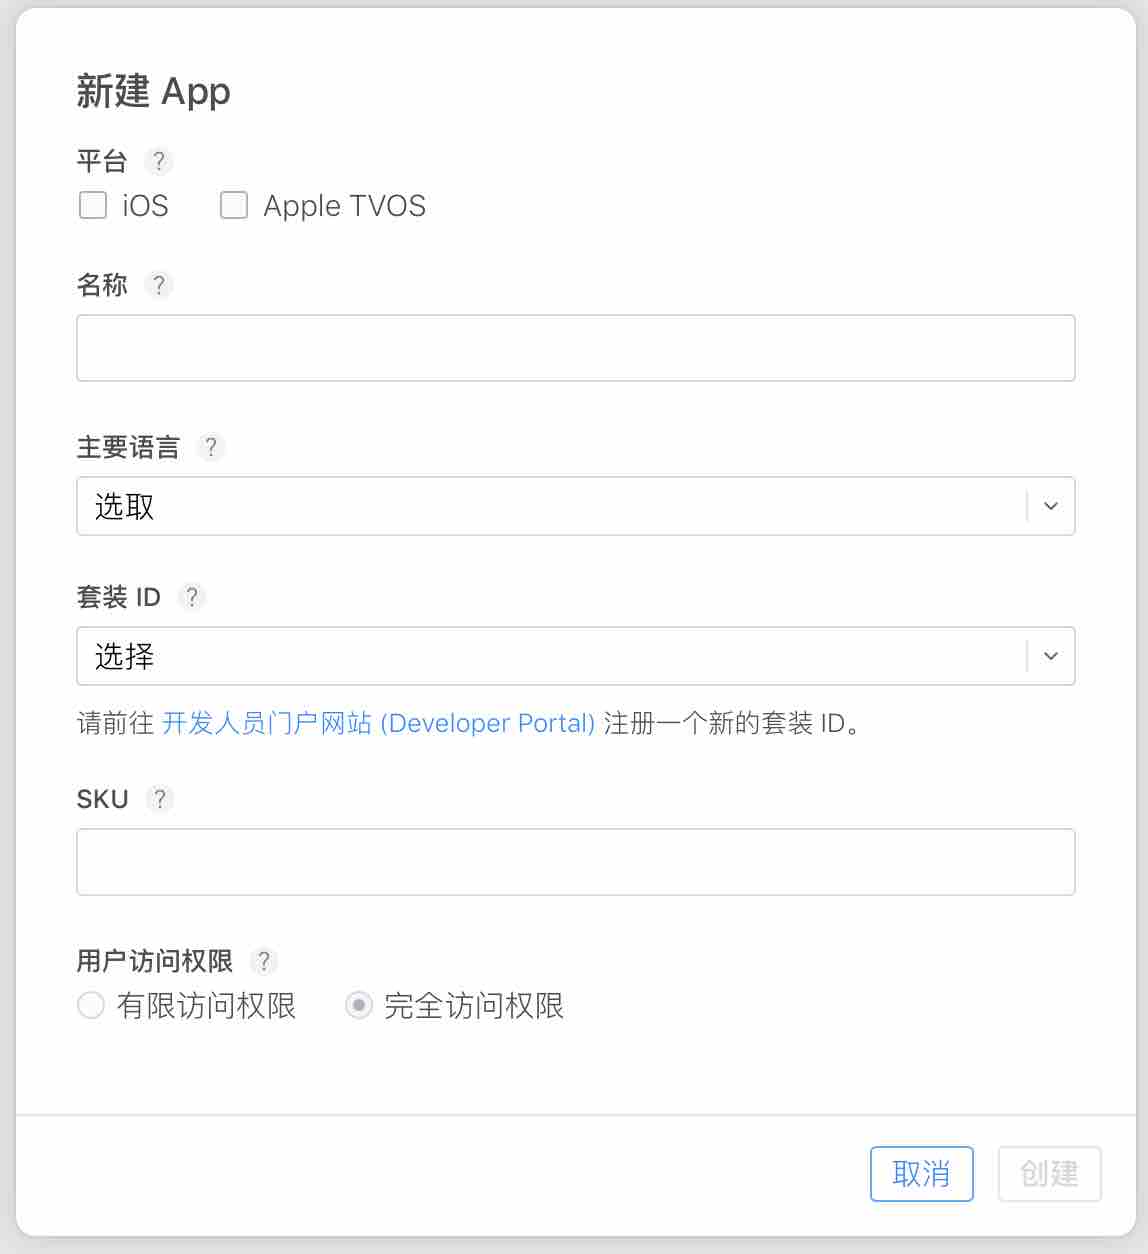 新建 App
平台 ?
iOS Apple TVOS
名称 ?
主要语言 ?
选取
套装 ID ?
选择
请前往 开发人员门户网站 (Developer Portal) 注册一个新的套装 ID。
SKU ?
用户访问权限 ?
有限访问权限 完全访问权限
取消 创建